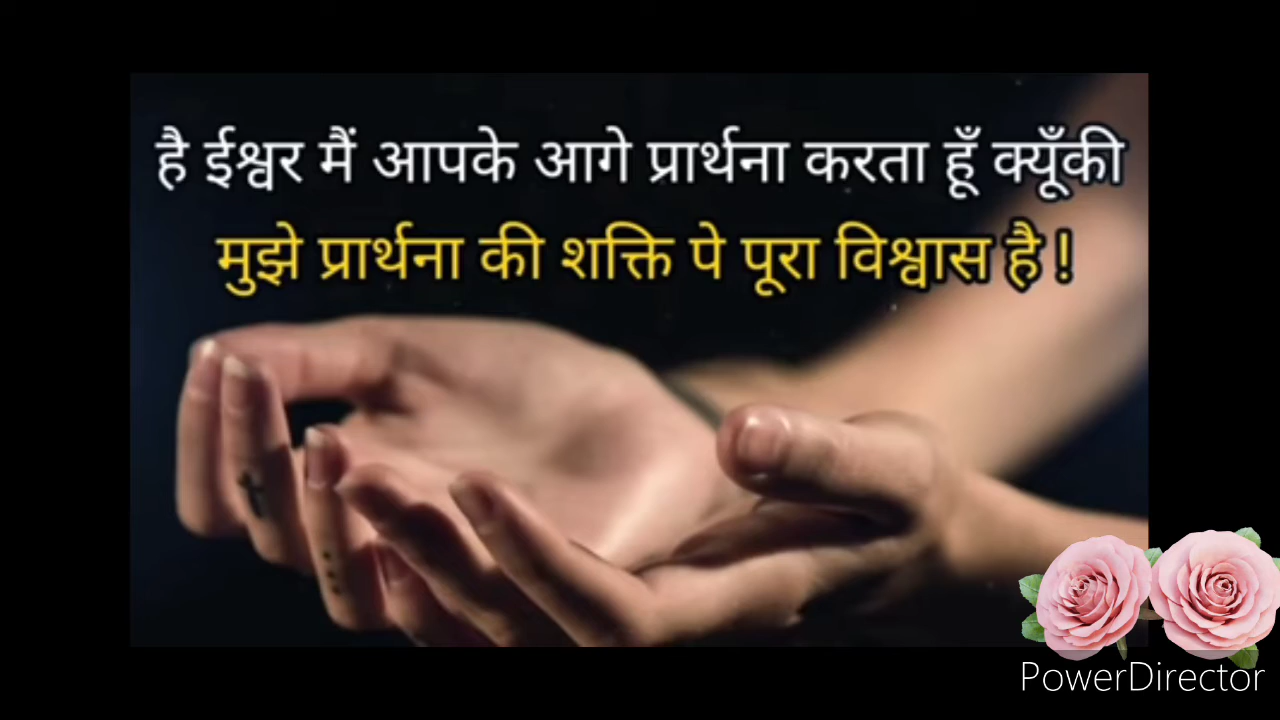 है ईश्वर मैं आपके आगे प्रार्थना करता हूँ क्यूँकी
मुझे प्रार्थना की शक्ति पे पूरा विश्वास है !
PowerDirector